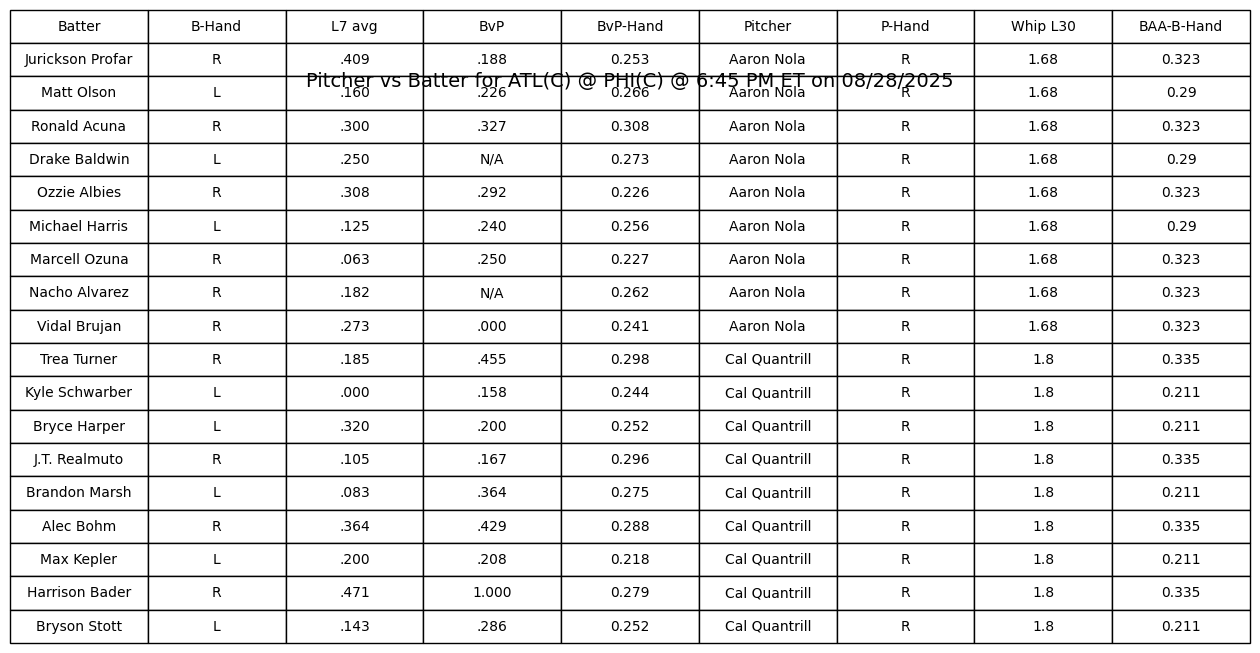 Batter B-Hand L7 avg BvP BvP-Hand Pitcher P-Hand Whip L30 BAA-B-Hand
Jurickson Profar R .409 .188 0.253 Aaron Nola R 1.68 0.323
Pitcher vs Batter for ATL(C) @ PHI(C) @ 6:45 PM ET on 08/28/2025
Matt Olson L .160 .226 0.266 Aaron Nola R 1.68 0.29
Ronald Acuna R .300 .327 0.308 Aaron Nola R 1.68 0.323
Drake Baldwin L .250 N/A 0.273 Aaron Nola R 1.68 0.29
Ozzie Albies R .308 .292 0.226 Aaron Nola R 1.68 0.323
Michael Harris L .125 .240 0.256 Aaron Nola R 1.68 0.29
Marcell Ozuna R .063 .250 0.227 Aaron Nola R 1.68 0.323
Nacho Alvarez R .182 N/A 0.262 Aaron Nola R 1.68 0.323
Vidal Brujan R .273 .000 0.241 Aaron Nola R 1.68 0.323
Trea Turner R .185 .455 0.298 Cal Quantrill R 1.8 0.335
Kyle Schwarber L .000 .158 0.244 Cal Quantrill R 1.8 0.211
Bryce Harper L .320 .200 0.252 Cal Quantrill R 1.8 0.211
J.T. Realmuto R .105 .167 0.296 Cal Quantrill R 1.8 0.335
Brandon Marsh L .083 .364 0.275 Cal Quantrill R 1.8 0.211
Alec Bohm R .364 .429 0.288 Cal Quantrill R 1.8 0.335
Max Kepler L .200 .208 0.218 Cal Quantrill R 1.8 0.211
Harrison Bader R .471 1.000 0.279 Cal Quantrill R 1.8 0.335
Bryson Stott L .143 .286 0.252 Cal Quantrill R 1.8 0.211